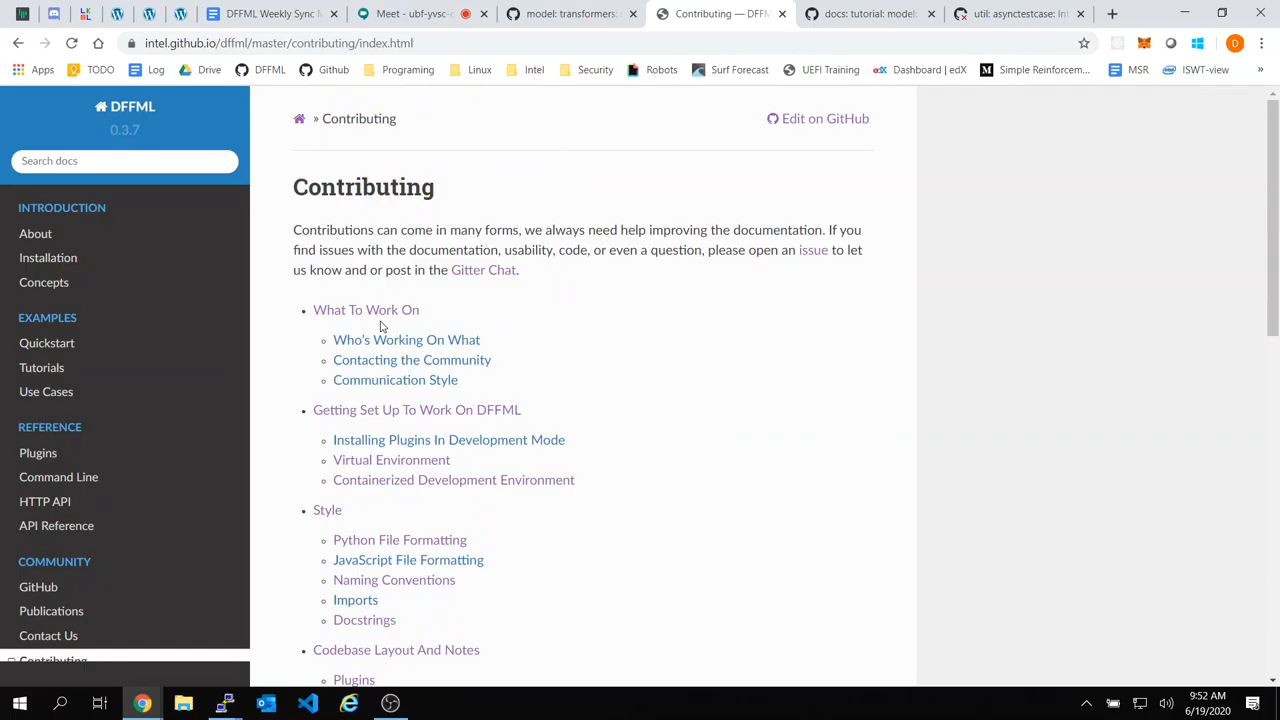 DFFML Weekly Sync M
Meet - ubf-yvsc-c
model: transformers: c
Contributing — DFFM
docs: tutorial: model:
util: asynctestcase: Int
intel.github.io/dffml/master/contributing/index.html
D
Apps TODO Log Drive DFFML Github Programing Linux Intel Security Robots Surf Forecast UEFI Training Dashboard | edX Simple Reinforcem... MSR ISWT-view »
DFFML
0.3.7
Search docs
INTRODUCTION
About
Installation
Concepts
EXAMPLES
Quickstart
Tutorials
Use Cases
REFERENCE
Plugins
Command Line
HTTP API
API Reference
COMMUNITY
GitHub
Publications
Contact Us
Contributing
» Contributing
Edit on GitHub
Contributing
Contributions can come in many forms, we always need help improving the documentation. If you
find issues with the documentation, usability, code, or even a question, please open an issue to let
us know and or post in the Gitter Chat.
What To Work On
Who's Working On What
Contacting the Community
Communication Style
Getting Set Up To Work On DFFML
Installing Plugins In Development Mode
Virtual Environment
Containerized Development Environment
Style
Python File Formatting
JavaScript File Formatting
Naming Conventions
Imports
Docstrings
Codebase Layout And Notes
Plugins
9:52 AM
6/19/2020